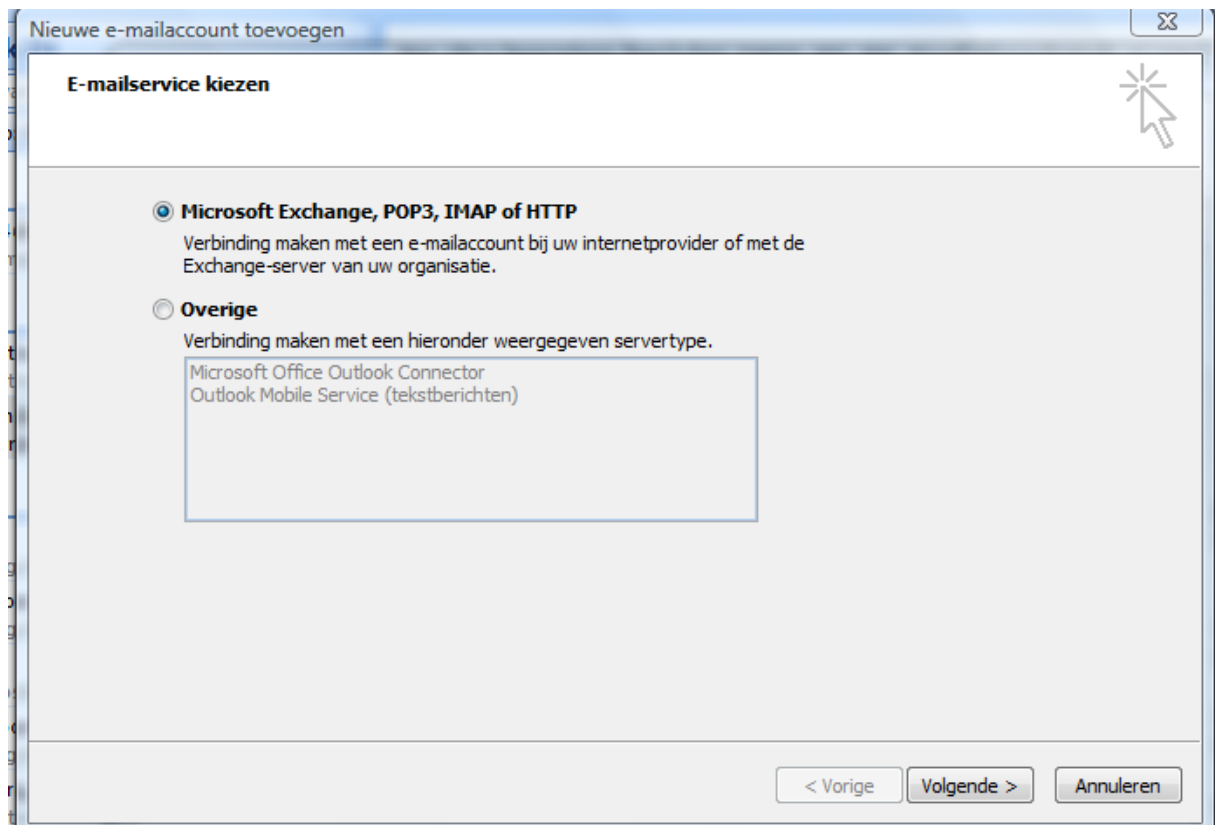 Nieuwe e-mailaccount toevoegen
E-mailservice kiezen
Microsoft Exchange, POP3, IMAP of HTTP
Verbinding maken met een e-mailaccount bij uw internetprovider of met de
Exchange-server van uw organisatie.
Overige
Verbinding maken met een hieronder weergegeven servertype.
Microsoft Office Outlook Connector
Outlook Mobile Service (tekstberichten)
< Vorige
Volgende >
Annuleren